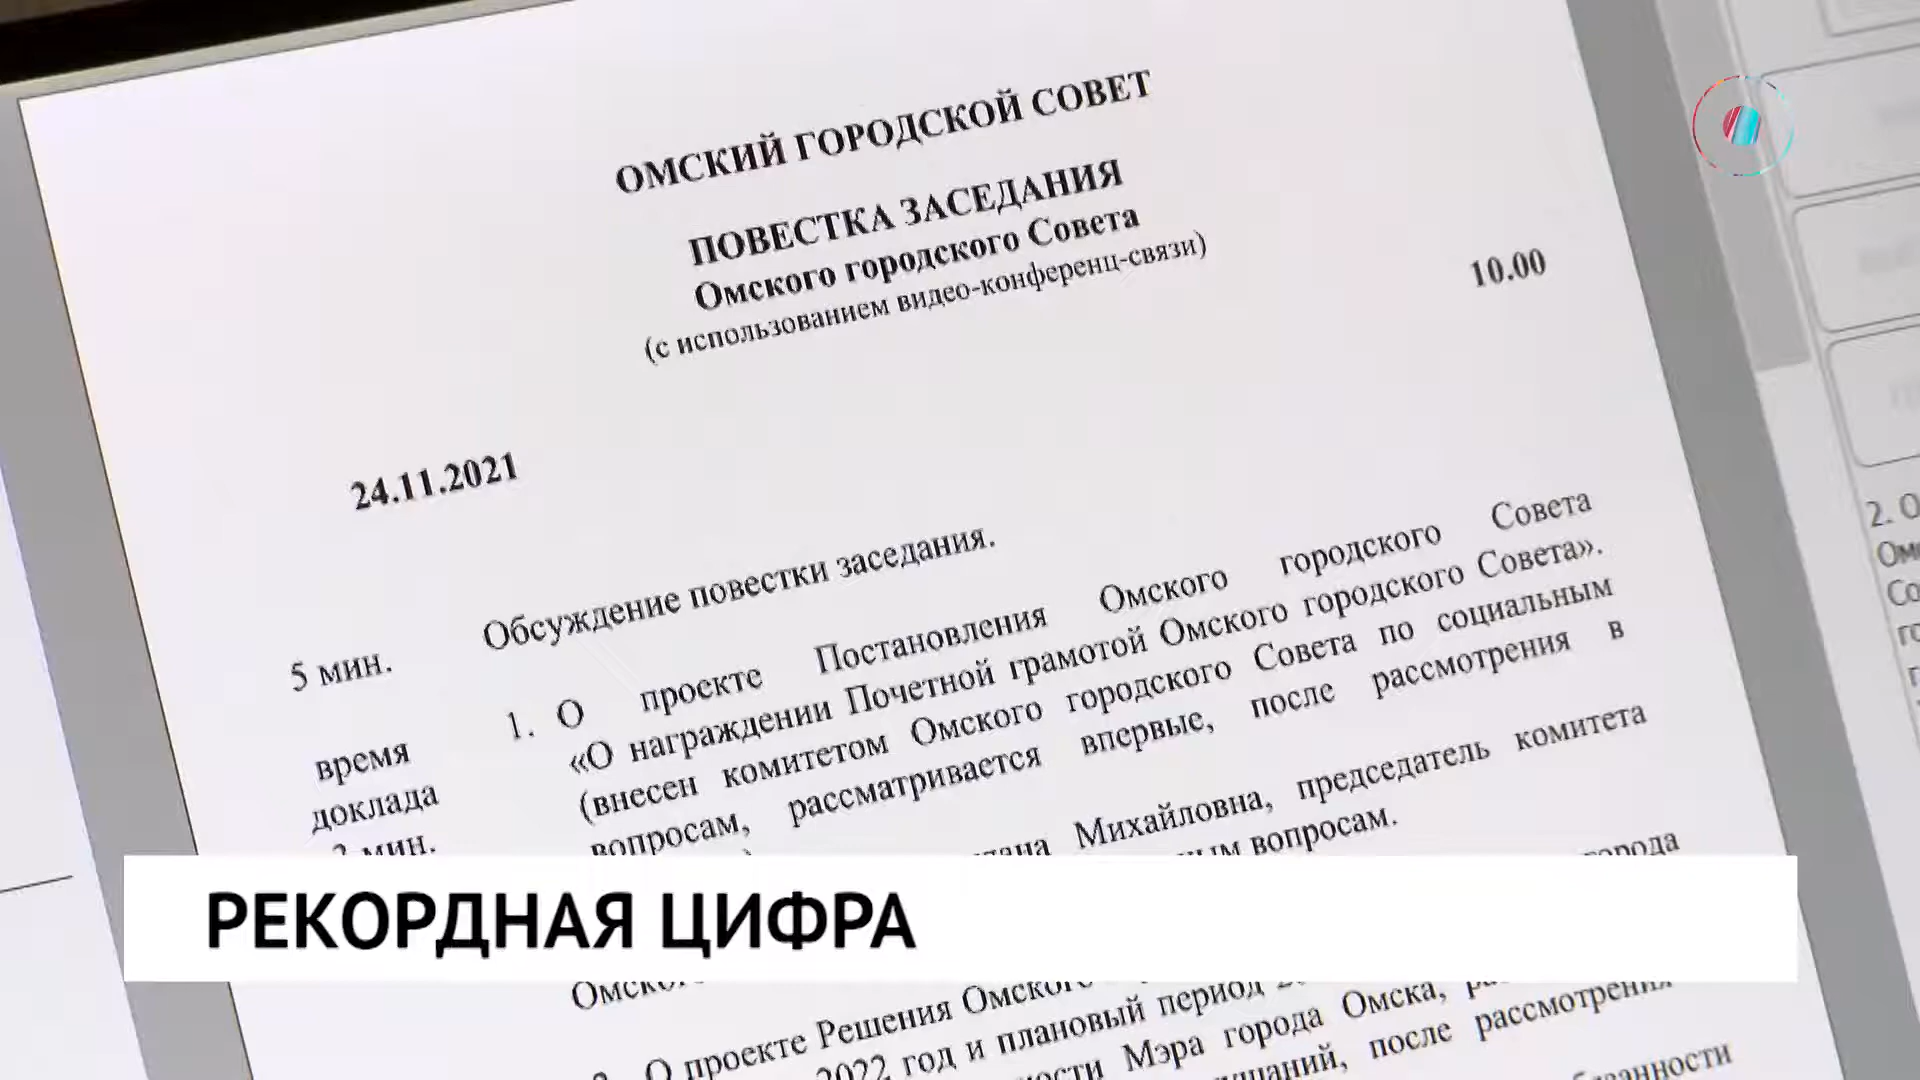 ОМСКИЙ ГОРОДСКОЙ СОВЕТ
ПОВЕСТКА ЗАСЕДАНИЯ
Омского городского Совета
(с использованием видео-конференц-связи)
10.00
24.11.2021
5 мин.
Обсуждение повестки заседания.
время
доклада
мин.
1. О проекте Постановления Омского городского Совета
«О награждении Почетной грамотой Омского городского Совета».
(внесен комитетом Омского городского Совета по социальным
вопросам, рассматривается впервые, после рассмотрения в
Михайловна, председатель комитета
вопросам.
города
РЕКОРДНАЯ ЦИФРА
О проекте Решения Омского
2022 год и плановый период
Мэра города Омска,
после рассмотрения
2. О